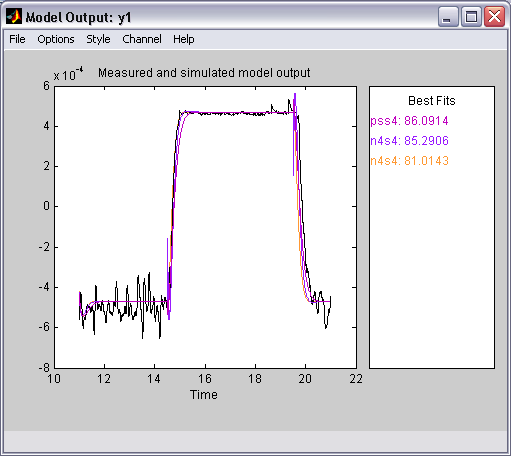 Model Output: y1
File Options Style Channel Help
x 10^-4
Measured and simulated model output
6
4
2
0
-2
-4
-6
-8
10 12 14 16 18 20 22
Time
Best Fits
pss4: 86.0914
n4s4: 85.2906
n4s4: 81.0143